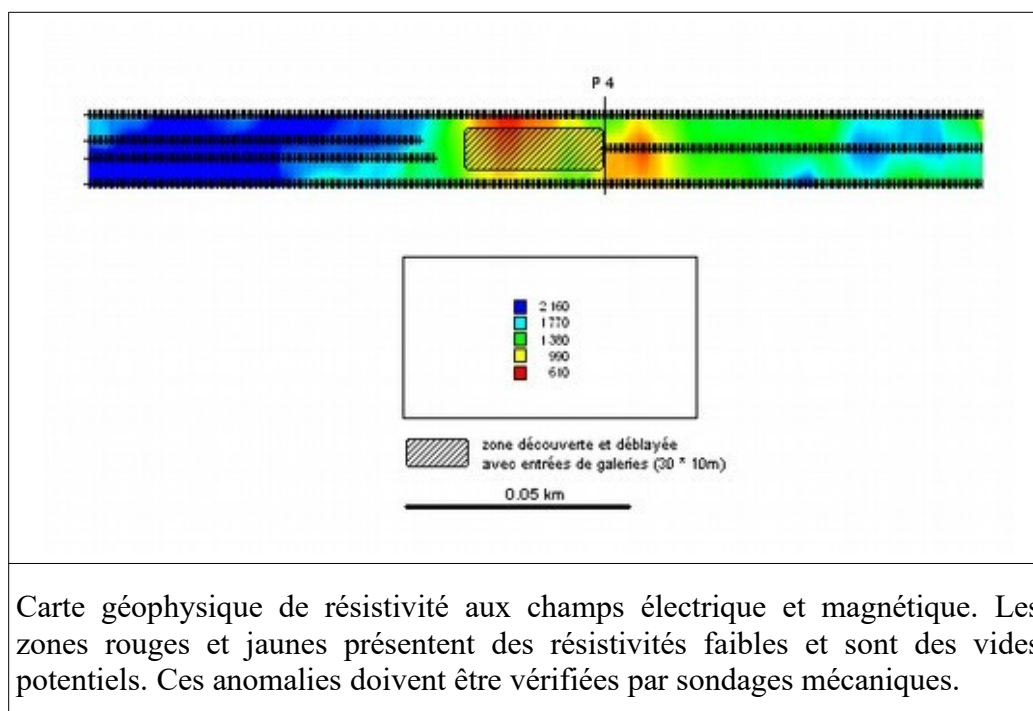 P 4
2 160
1 770
1 380
990
610
zone découverte et déblayée
avec entrées de galeries (30 * 10m)
0.05 km
Carte géophysique de résistivité aux champs électrique et magnétique. Les
zones rouges et jaunes présentent des résistivités faibles et sont des vides
potentiels. Ces anomalies doivent être vérifiées par sondages mécaniques.